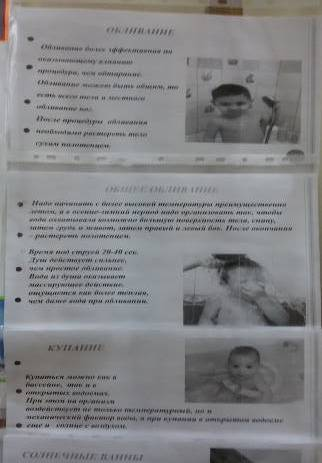 ОБЛИВАНИЕ
Обливание более эффективная по
оказываемому влиянию
процедура, чем обтирание.
Обливание может быть общим, то
есть всего тела и местного
обливание ног.
После процедуры обливания
необходимо растереть тело
сухим полотенцем.
ОБЩЕЕ ОБЛИВАНИЕ
Надо начинать с более высокой температуры преимущественно
летом, а в осенне-зимний период надо организовать так, чтобы
вода охватывала возможно большую поверхность тела, спину,
затем грудь и живот, затем правый и левый бок. После окончания
- растереть полотенцем.
Время под струей 20-40 сек.
Душ действует сильнее,
чем простое обливание.
Вода из душа оказывает
массирующее действие,
ощущается как более теплая,
чем даже вода при обливании.
КУПАНИЕ
Купаться можно как в
бассейне, так и в
открытых водоемах.
При этом на организм
воздействует не только температурный, но и
механический фактор воды, а при купании в открытом водоеме
еще и солнце с воздухом.
СОЛНЕЧНЫЕ ВАННЫ